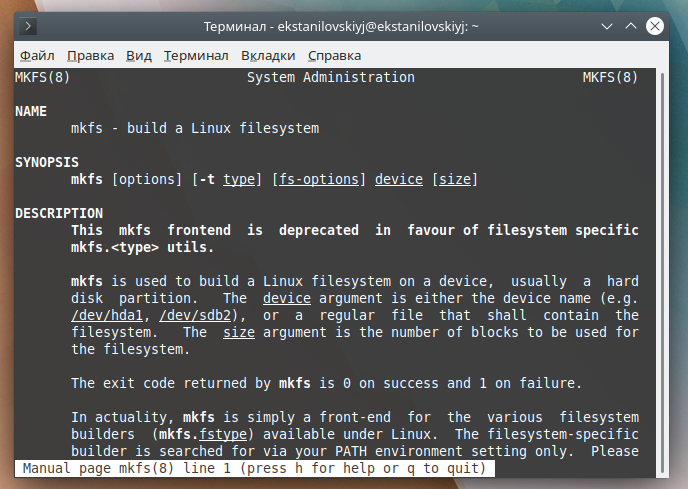 Терминал - ekstanilovskiyj@ekstanilovskiyj: ~
Файл Правка Вид Терминал Вкладки Справка
MKFS(8) System Administration MKFS(8)
NAME
mkfs - build a Linux filesystem
SYNOPSIS
mkfs [options] [-t type] [fs-options] device [size]
DESCRIPTION
This mkfs frontend is deprecated in favour of filesystem specific
mkfs.<type> utils.
mkfs is used to build a Linux filesystem on a device, usually a hard
disk partition. The device argument is either the device name (e.g.
/dev/hda1, /dev/sdb2), or a regular file that shall contain the
filesystem. The size argument is the number of blocks to be used for
the filesystem.
The exit code returned by mkfs is 0 on success and 1 on failure.
In actuality, mkfs is simply a front-end for the various filesystem
builders (mkfs.fstype) available under Linux. The filesystem-specific
builder is searched for via your PATH environment setting only. Please
Manual page mkfs(8) line 1 (press h for help or q to quit)